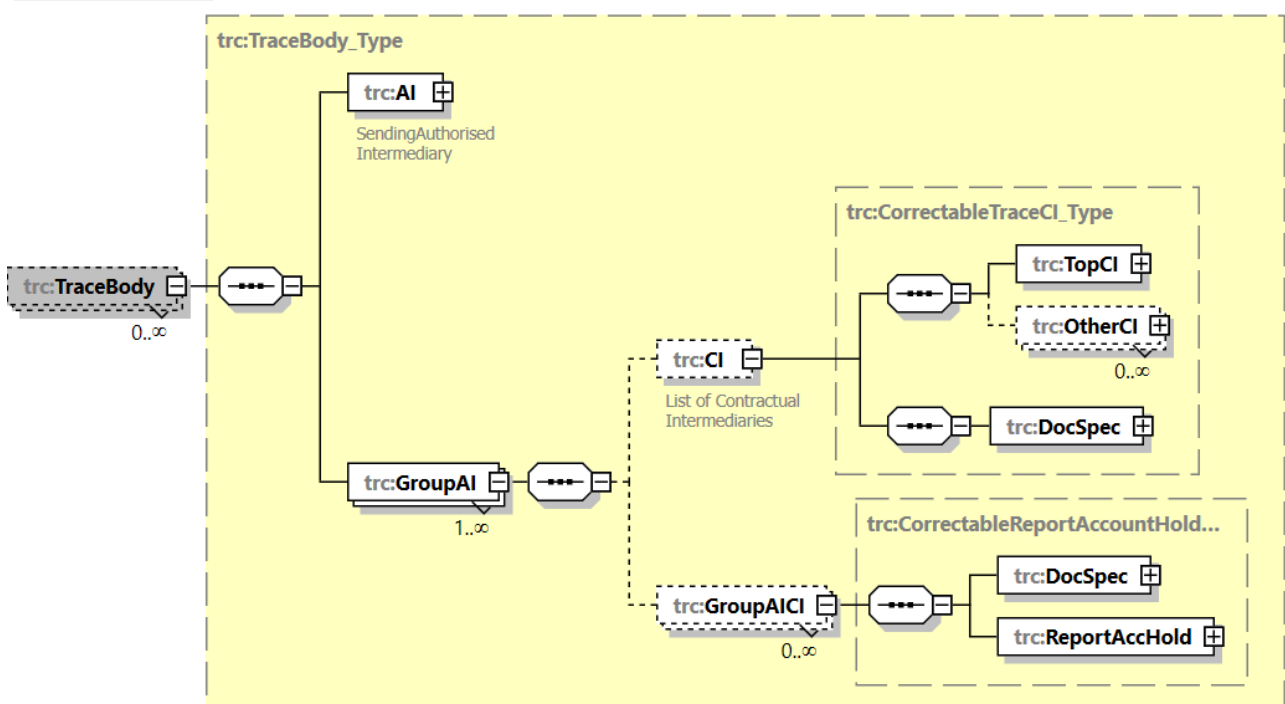 trc:TraceBody_Type
trc:AI
SendingAuthorised
Intermediary
trc:CorrectableTraceCI_Type
trc:TopCI
trc:TraceBody
0..∞
trc:OtherCI
0..∞
trc:CI
List of Contractual
Intermediaries
trc:DocSpec
trc:GroupAI
1..∞
trc:CorrectableReportAccountHold...
trc:DocSpec
trc:GroupAICI
0..∞
trc:ReportAccHold